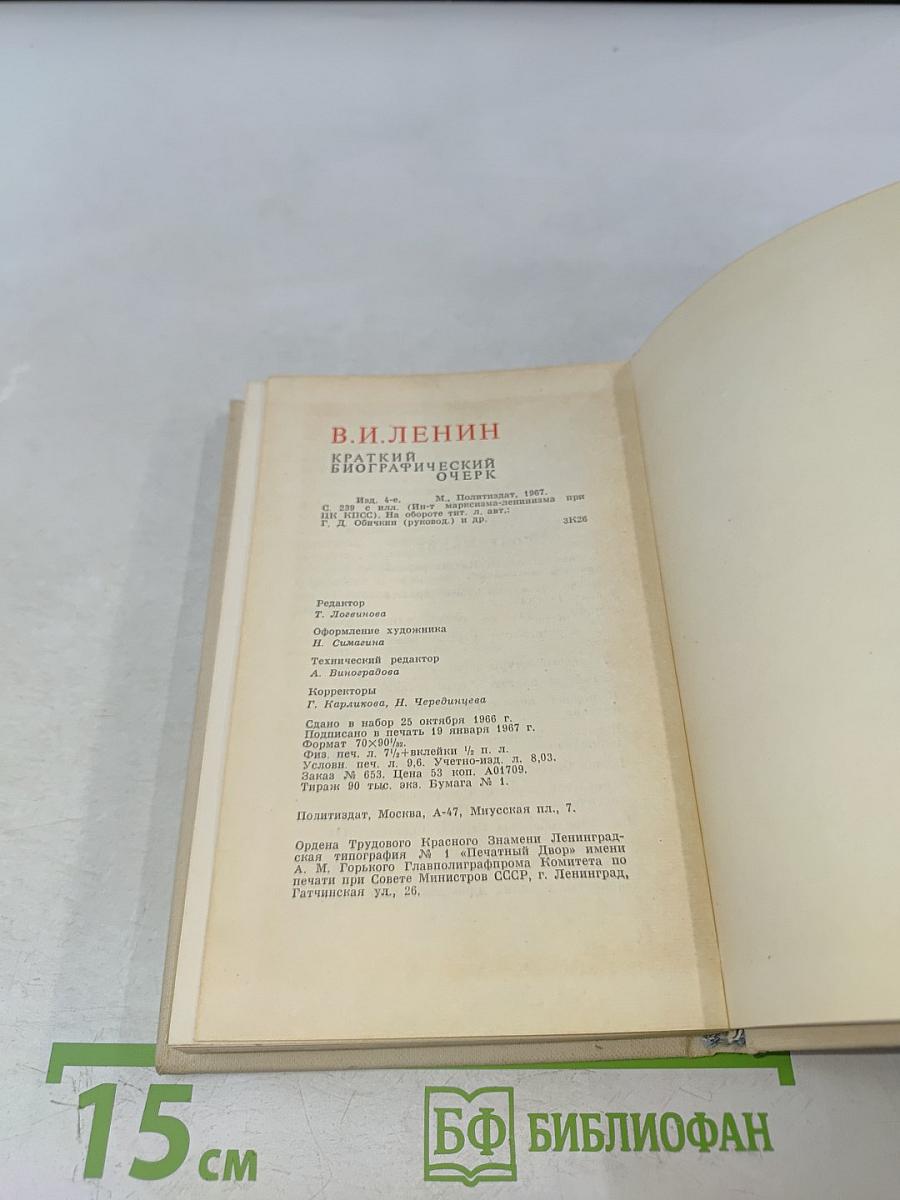 В.И.ЛЕНИН
КРАТКИЙ
БИОГРАФИЧЕСКИЙ
ОЧЕРК
Изд. 4-е. М., Политиздат, 1967.
С. 239 с илл. (Ин-т марксизма-ленинизма при
ЦК КПСС). На обороте тит. л. авт.:
Г. Д. Обичкин (руковод.) и др. 3К26
Редактор
Т. Логвинова
Оформление художника
Н. Симагина
Технический редактор
А. Виноградова
Корректоры
Г. Карликова, Н. Черединцева
Сдано в набор 25 октября 1966 г.
Подписано в печать 19 января 1967 г.
Формат 70×90¹/₃₂.
Физ. печ. л. 7¹/₂+вклейки ¹/₂ п. л.
Условн. печ. л. 9,6. Учетно-изд. л. 8,03.
Заказ № 653. Цена 53 коп. А01709.
Тираж 90 тыс. экз. Бумага № 1.
Политиздат, Москва, А-47, Миусская пл., 7.
Ордена Трудового Красного Знамени Ленинград-
ская типография № 1 «Печатный Двор» имени
А. М. Горького Главполиграфпрома Комитета по
печати при Совете Министров СССР, г. Ленинград,
Гатчинская ул., 26.
15 см
БФ БИБЛИОФАН